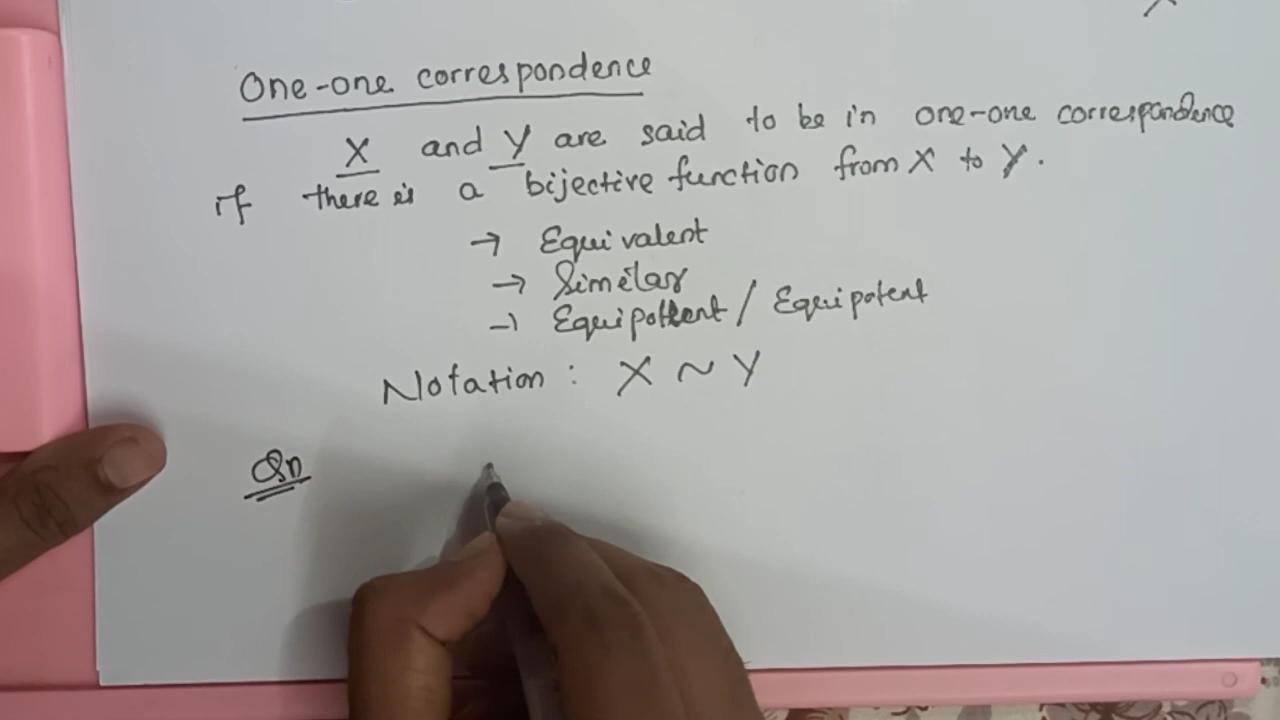 One-one correspondence
X and Y are said to be in one-one correspondence
if there is a bijective function from X to Y.
→ Equivalent
→ Similar
→ Equipollent / Equipotent
Notation : X ~ Y
Qn